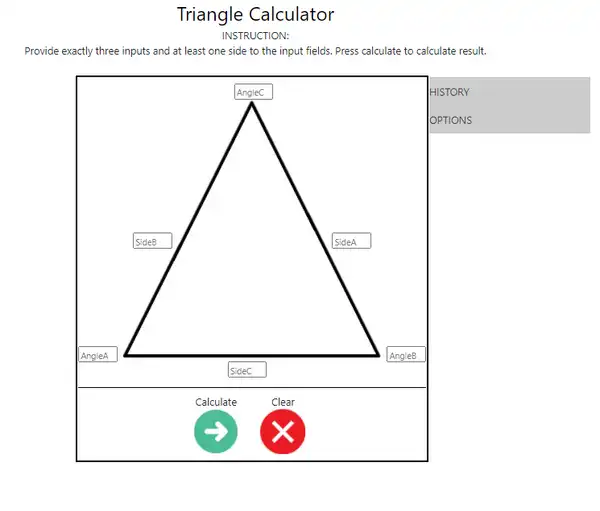 Triangle Calculator
INSTRUCTION:
Provide exactly three inputs and at least one side to the input fields. Press calculate to calculate result.
AngleC
HISTORY
OPTIONS
SideB
SideA
AngleA
AngleB
SideC
Calculate
Clear